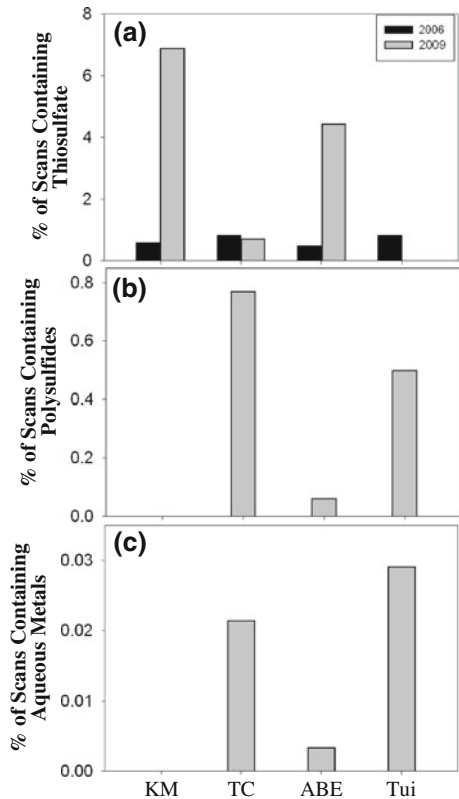 (a)
2006
2009
% of Scans Containing
Thiosulfate
8
6
4
2
0
(b)
% of Scans Containing
Polysulfides
0.8
0.6
0.4
0.2
0.0
(c)
% of Scans Containing
Aqueous Metals
0.03
0.02
0.01
0.00
KM TC ABE Tui